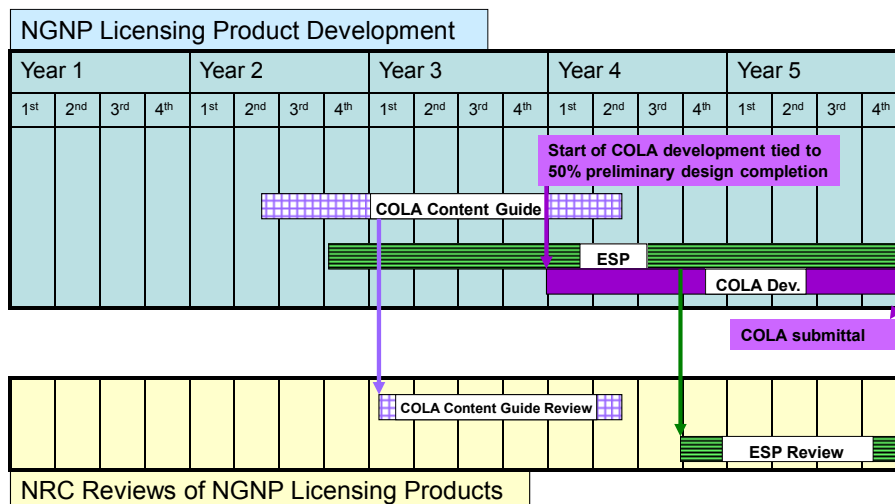 NGNP Licensing Product Development
Year 1 Year 2 Year 3 Year 4 Year 5
1st 2nd 3rd 4th 1st 2nd 3rd 4th 1st 2nd 3rd 4th 1st 2nd 3rd 4th 1st 2nd 3rd 4th
Start of COLA development tied to
50% preliminary design completion
COLA Content Guide
ESP
COLA Dev.
COLA submittal
COLA Content Guide Review
ESP Review
NRC Reviews of NGNP Licensing Products